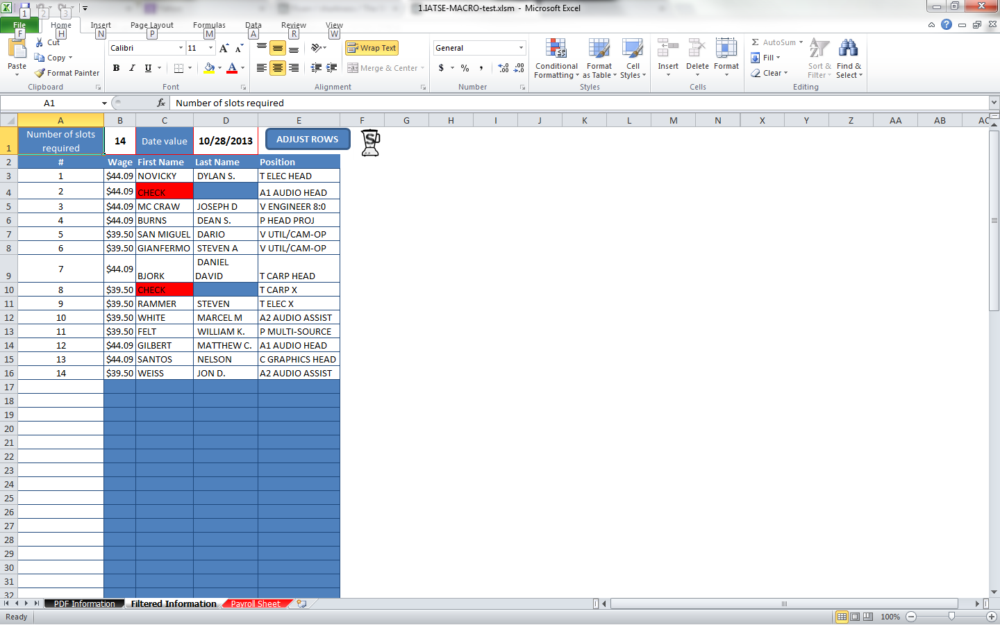 1.IATSE-MACRO-test.xlsm - Microsoft Excel
1 2 3
File Home Insert Page Layout Formulas Data Review View
F H N P M A R W
Paste
Cut
Copy
Format Painter
Clipboard
Calibri 11
B I U
Font
Wrap Text
Merge & Center
Alignment
General
$ % ,
Number
Conditional Formatting
Format as Table
Cell Styles
Styles
Insert Delete Format
Cells
AutoSum
Fill
Clear
Sort & Filter
Find & Select
Editing
A1 fx Number of slots required
A B C D E F G H I J K L M N X Y Z AA AB AC
1 Number of slots required 14 Date value 10/28/2013 ADJUST ROWS S
2 # Wage First Name Last Name Position
3 1 $44.09 NOVICKY DYLAN S. T ELEC HEAD
4 2 $44.09 CHECK A1 AUDIO HEAD
5 3 $44.09 MC CRAW JOSEPH D V ENGINEER 8:0
6 4 $44.09 BURNS DEAN S. P HEAD PROJ
7 5 $39.50 SAN MIGUEL DARIO V UTIL/CAM-OP
8 6 $39.50 GIANFERMO STEVEN A V UTIL/CAM-OP
9 7 $44.09 BJORK DANIEL DAVID T CARP HEAD
10 8 $39.50 CHECK T CARP X
11 9 $39.50 RAMMER STEVEN T ELEC X
12 10 $39.50 WHITE MARCEL M A2 AUDIO ASSIST
13 11 $39.50 FELT WILLIAM K. P MULTI-SOURCE
14 12 $44.09 GILBERT MATTHEW C. A1 AUDIO HEAD
15 13 $44.09 SANTOS NELSON C GRAPHICS HEAD
16 14 $39.50 WEISS JON D. A2 AUDIO ASSIST
17
18
19
20
21
22
23
24
25
26
27
28
29
30
31
32
PDF Information Filtered Information Payroll Sheet
Ready 100%